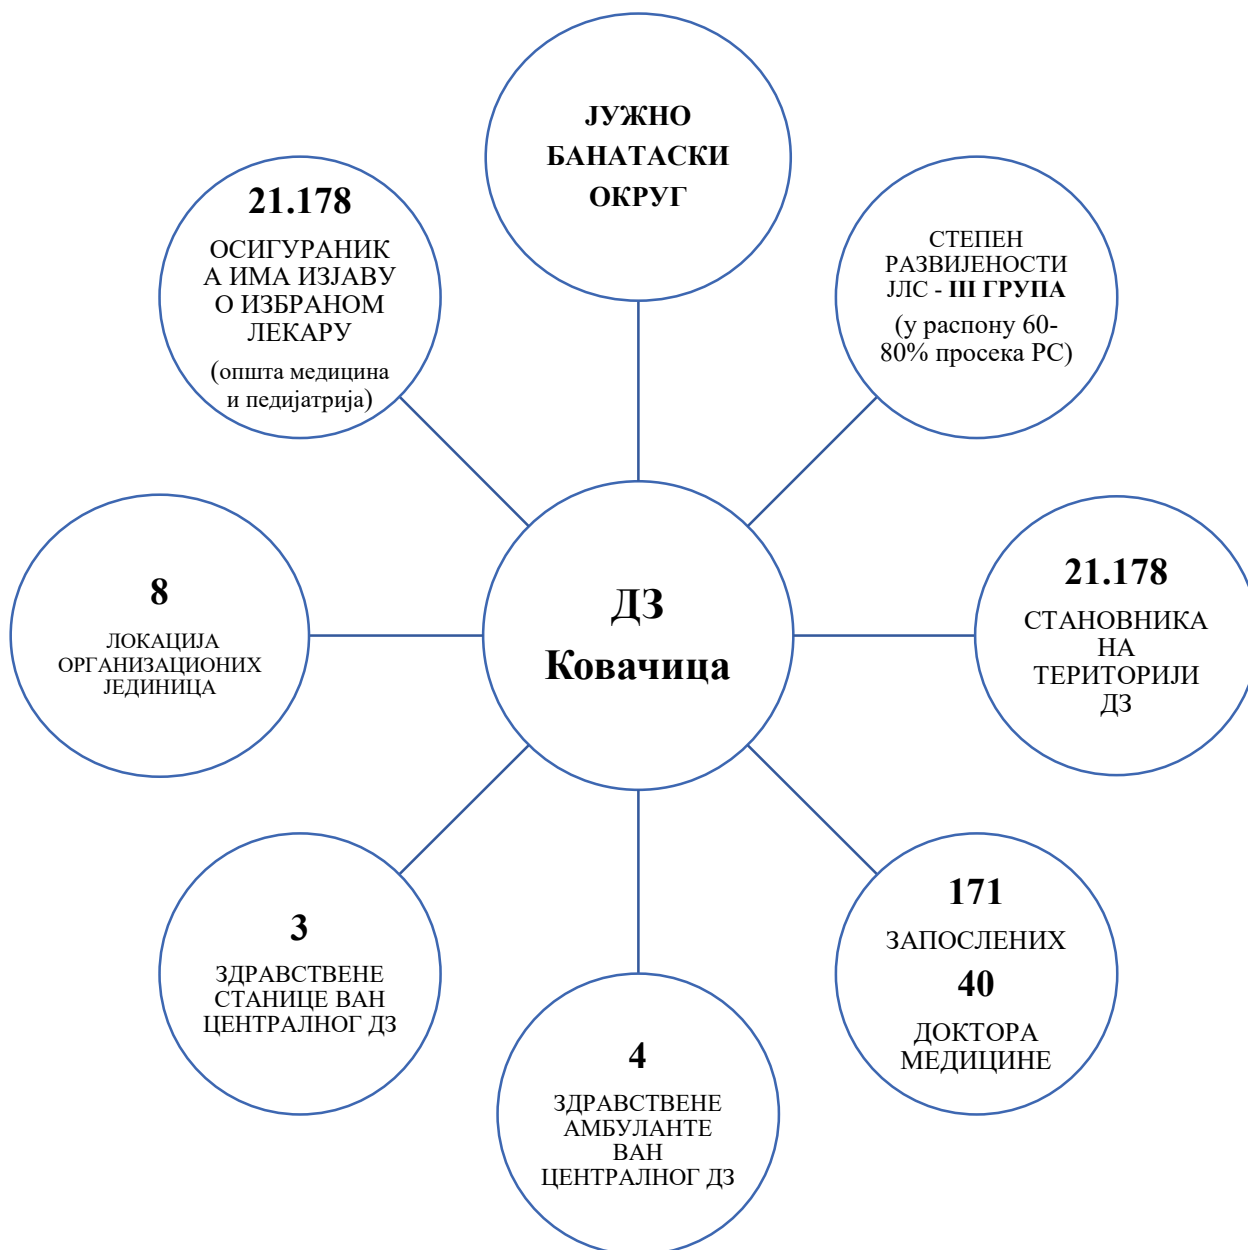 ЈУЖНО
БАНАТАСКИ
ОКРУГ
СТЕПЕН
РАЗВИЈЕНОСТИ
ЈЛС - III ГРУПА
(у распону 60-
80% просека РС)
21.178
СТАНОВНИКА
НА
ТЕРИТОРИЈИ
ДЗ
171
ЗАПОСЛЕНИХ
40
ДОКТОРА
МЕДИЦИНЕ
4
ЗДРАВСТВЕНЕ
АМБУЛАНТЕ
ВАН
ЦЕНТРАЛНОГ ДЗ
3
ЗДРАВСТВЕНЕ
СТАНИЦЕ ВАН
ЦЕНТРАЛНОГ ДЗ
8
ЛОКАЦИЈА
ОРГАНИЗАЦИОНИХ
ЈЕДИНИЦА
21.178
ОСИГУРАНИК
А ИМА ИЗЈАВУ
О ИЗБРАНОМ
ЛЕКАРУ
(општа медицина
и педијатрија)
ДЗ
Ковачица